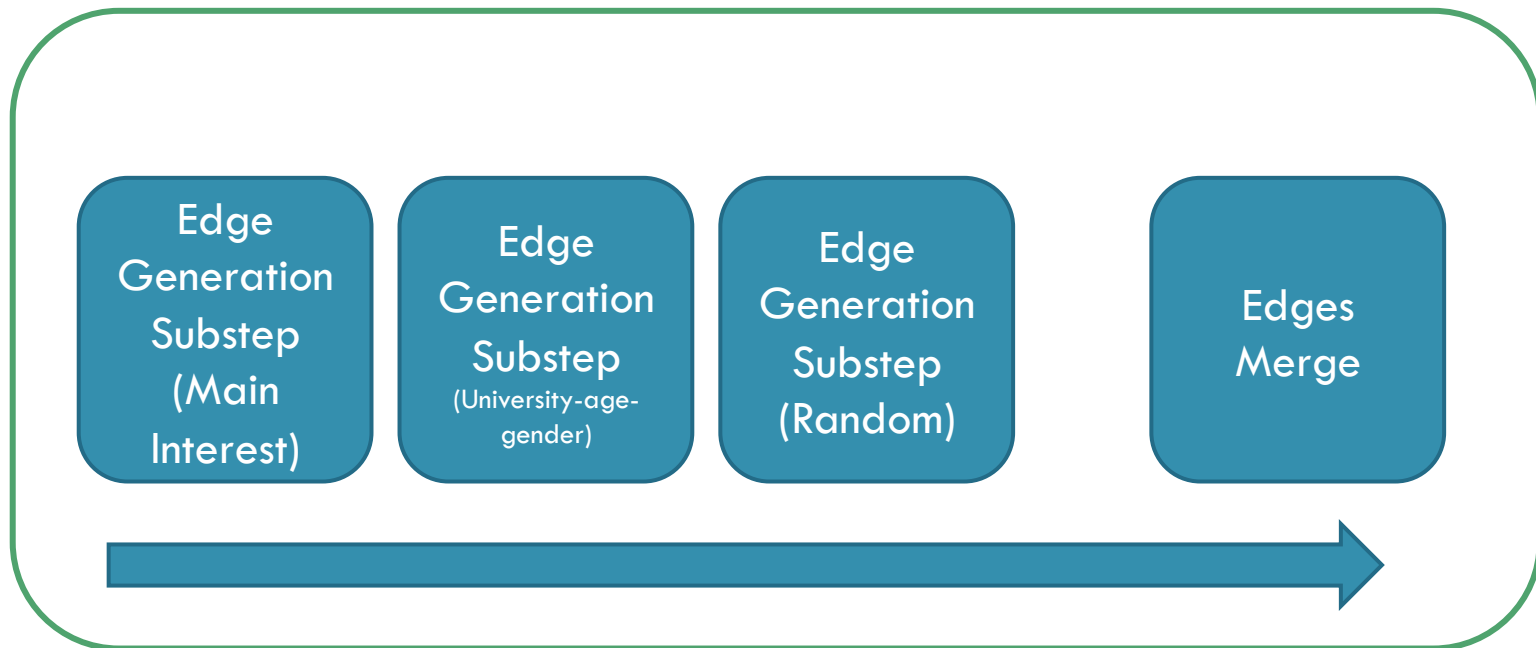 Edge
Generation
Substep
(Main
Interest)
Edge
Generation
Substep
(University-age-
gender)
Edge
Generation
Substep
(Random)
Edges
Merge